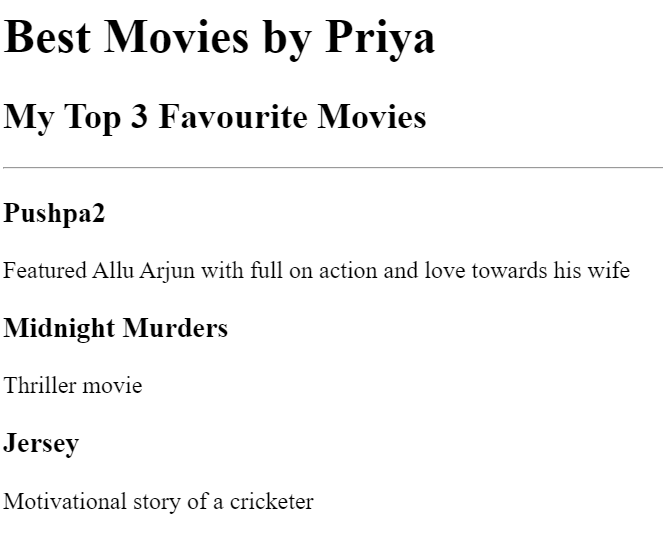 Best Movies by Priya
My Top 3 Favourite Movies
Pushpa2
Featured Allu Arjun with full on action and love towards his wife
Midnight Murders
Thriller movie
Jersey
Motivational story of a cricketer